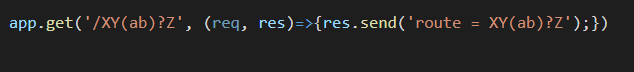 app.get('/XY(ab)?Z', (req, res)=>{res.send('route = XY(ab)?Z');})